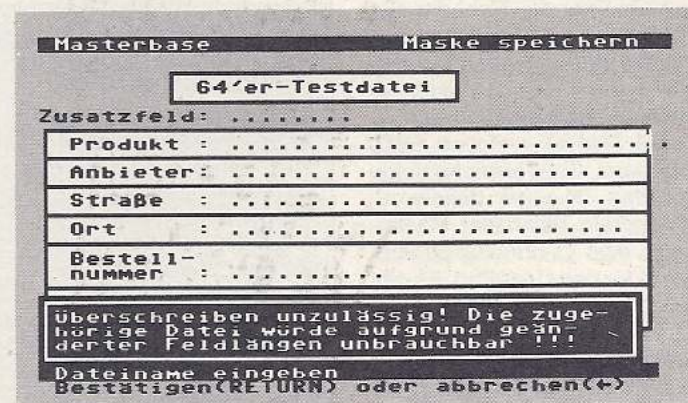 Masterbase Maske speichern
64'er-Testdatei
Zusatzfeld: ........
Produkt : ............................
Anbieter: .........................
Straße : .........................
Ort : .........................
Bestell-
nummer : ..........
Überschreiben unzulässig! Die zuge-
hörige Datei würde aufgrund geän-
derter Feldlängen unbrauchbar !!!
Dateiname eingeben
Bestätigen(RETURN) oder abbrechen(←)